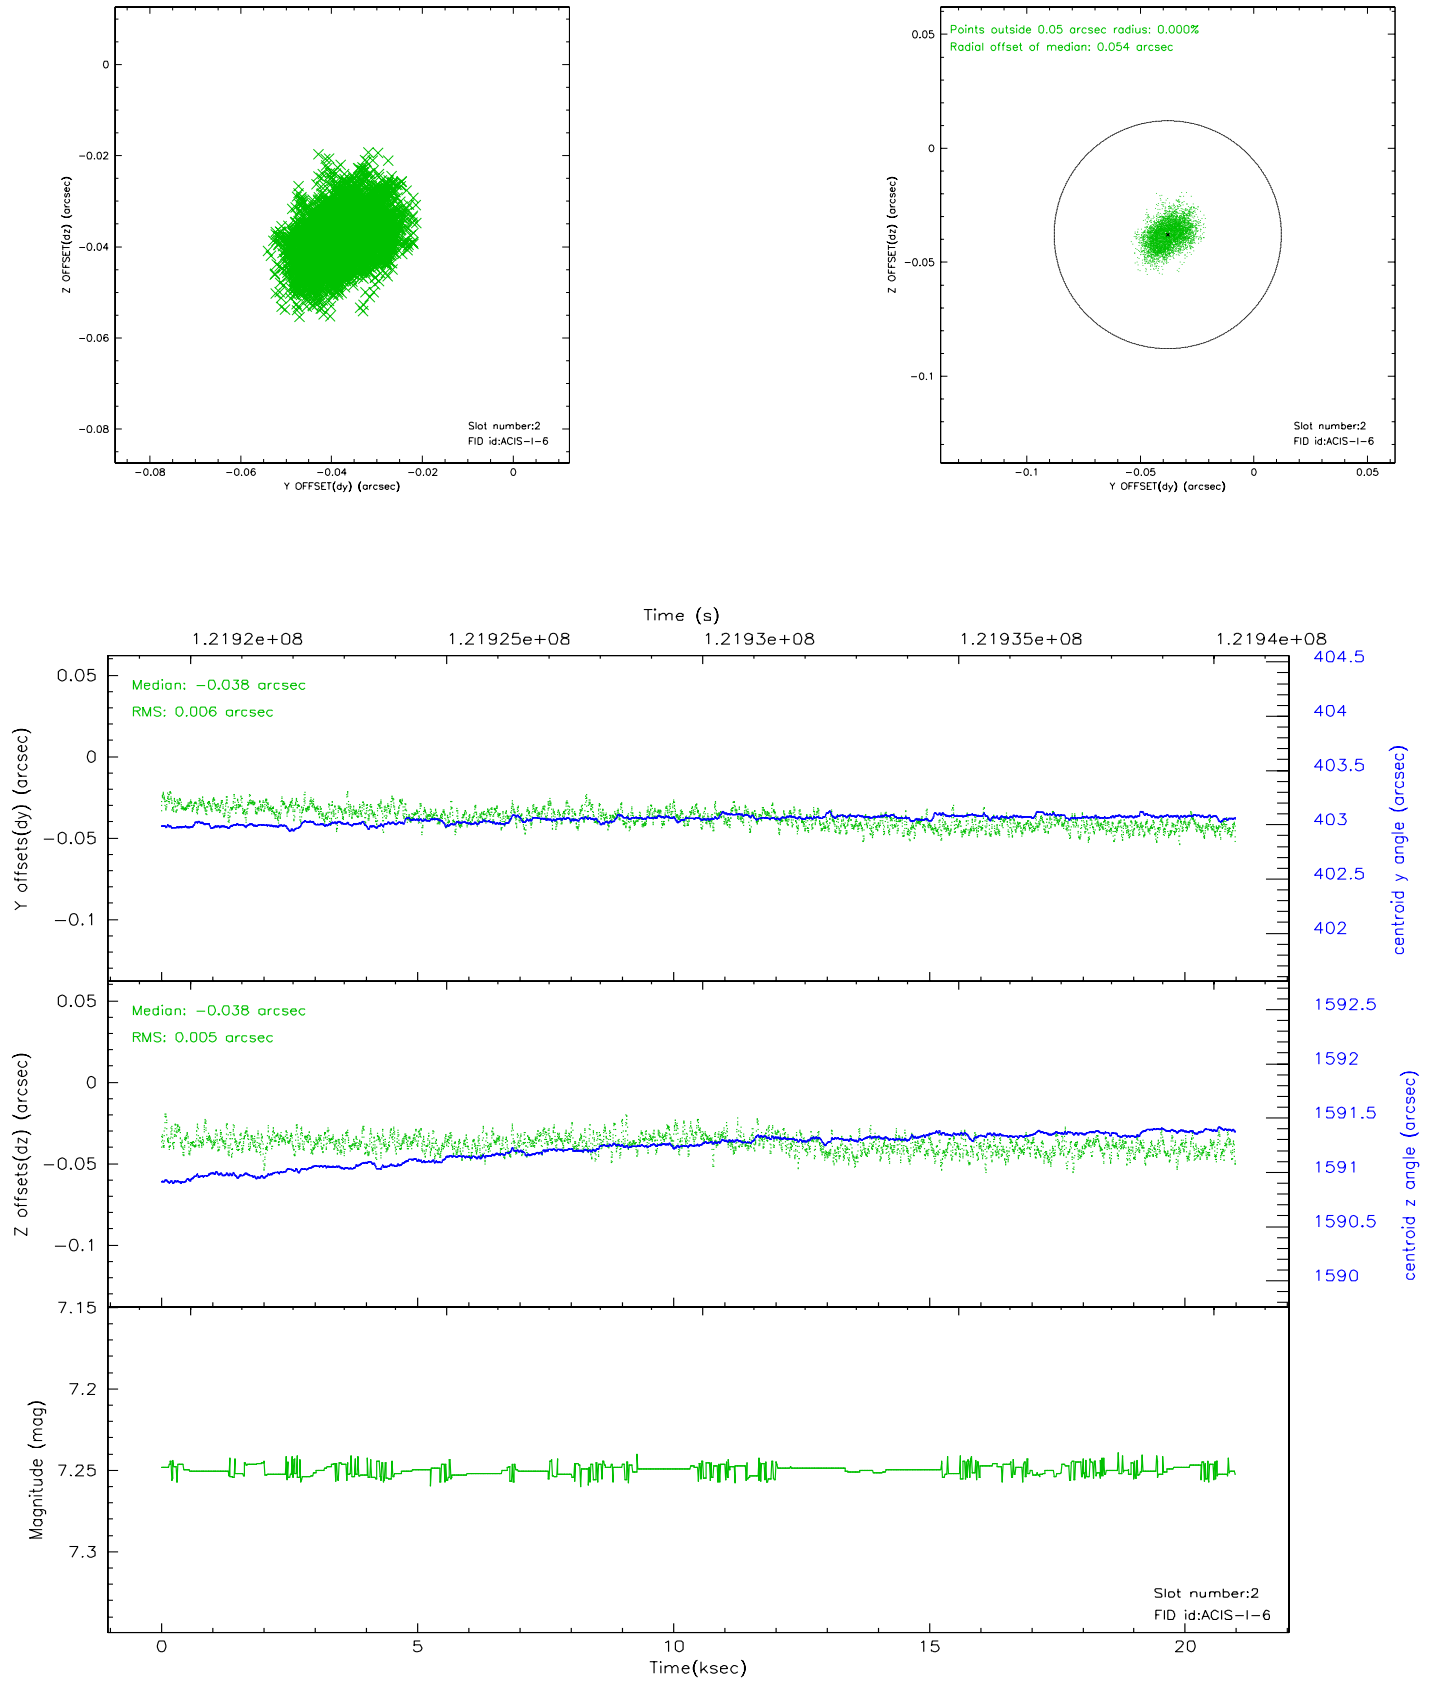 0
-0.02
-0.04
-0.06
-0.08
Z OFFSET(dz) (arcsec)
Slot number:2
FID id:ACIS-I-6
-0.08 -0.06 -0.04 -0.02 0
Y OFFSET(dy) (arcsec)
Points outside 0.05 arcsec radius: 0.000%
Radial offset of median: 0.054 arcsec
0.05
0
-0.05
-0.1
Z OFFSET(dz) (arcsec)
Slot number:2
FID id:ACIS-I-6
-0.1 -0.05 0 0.05
Y OFFSET(dy) (arcsec)
Time (s)
1.2192e+08 1.21925e+08 1.2193e+08 1.21935e+08 1.2194e+08
Median: -0.038 arcsec
RMS: 0.006 arcsec
0.05
0
-0.05
-0.1
Y offsets(dy) (arcsec)
404.5
404
403.5
403
402.5
402
centroid y angle (arcsec)
Median: -0.038 arcsec
RMS: 0.005 arcsec
0.05
0
-0.05
-0.1
Z offsets(dz) (arcsec)
1592.5
1592
1591.5
1591
1590.5
1590
centroid z angle (arcsec)
7.15
7.2
7.25
7.3
Magnitude (mag)
Slot number:2
FID id:ACIS-I-6
0 5 10 15 20
Time(ksec)